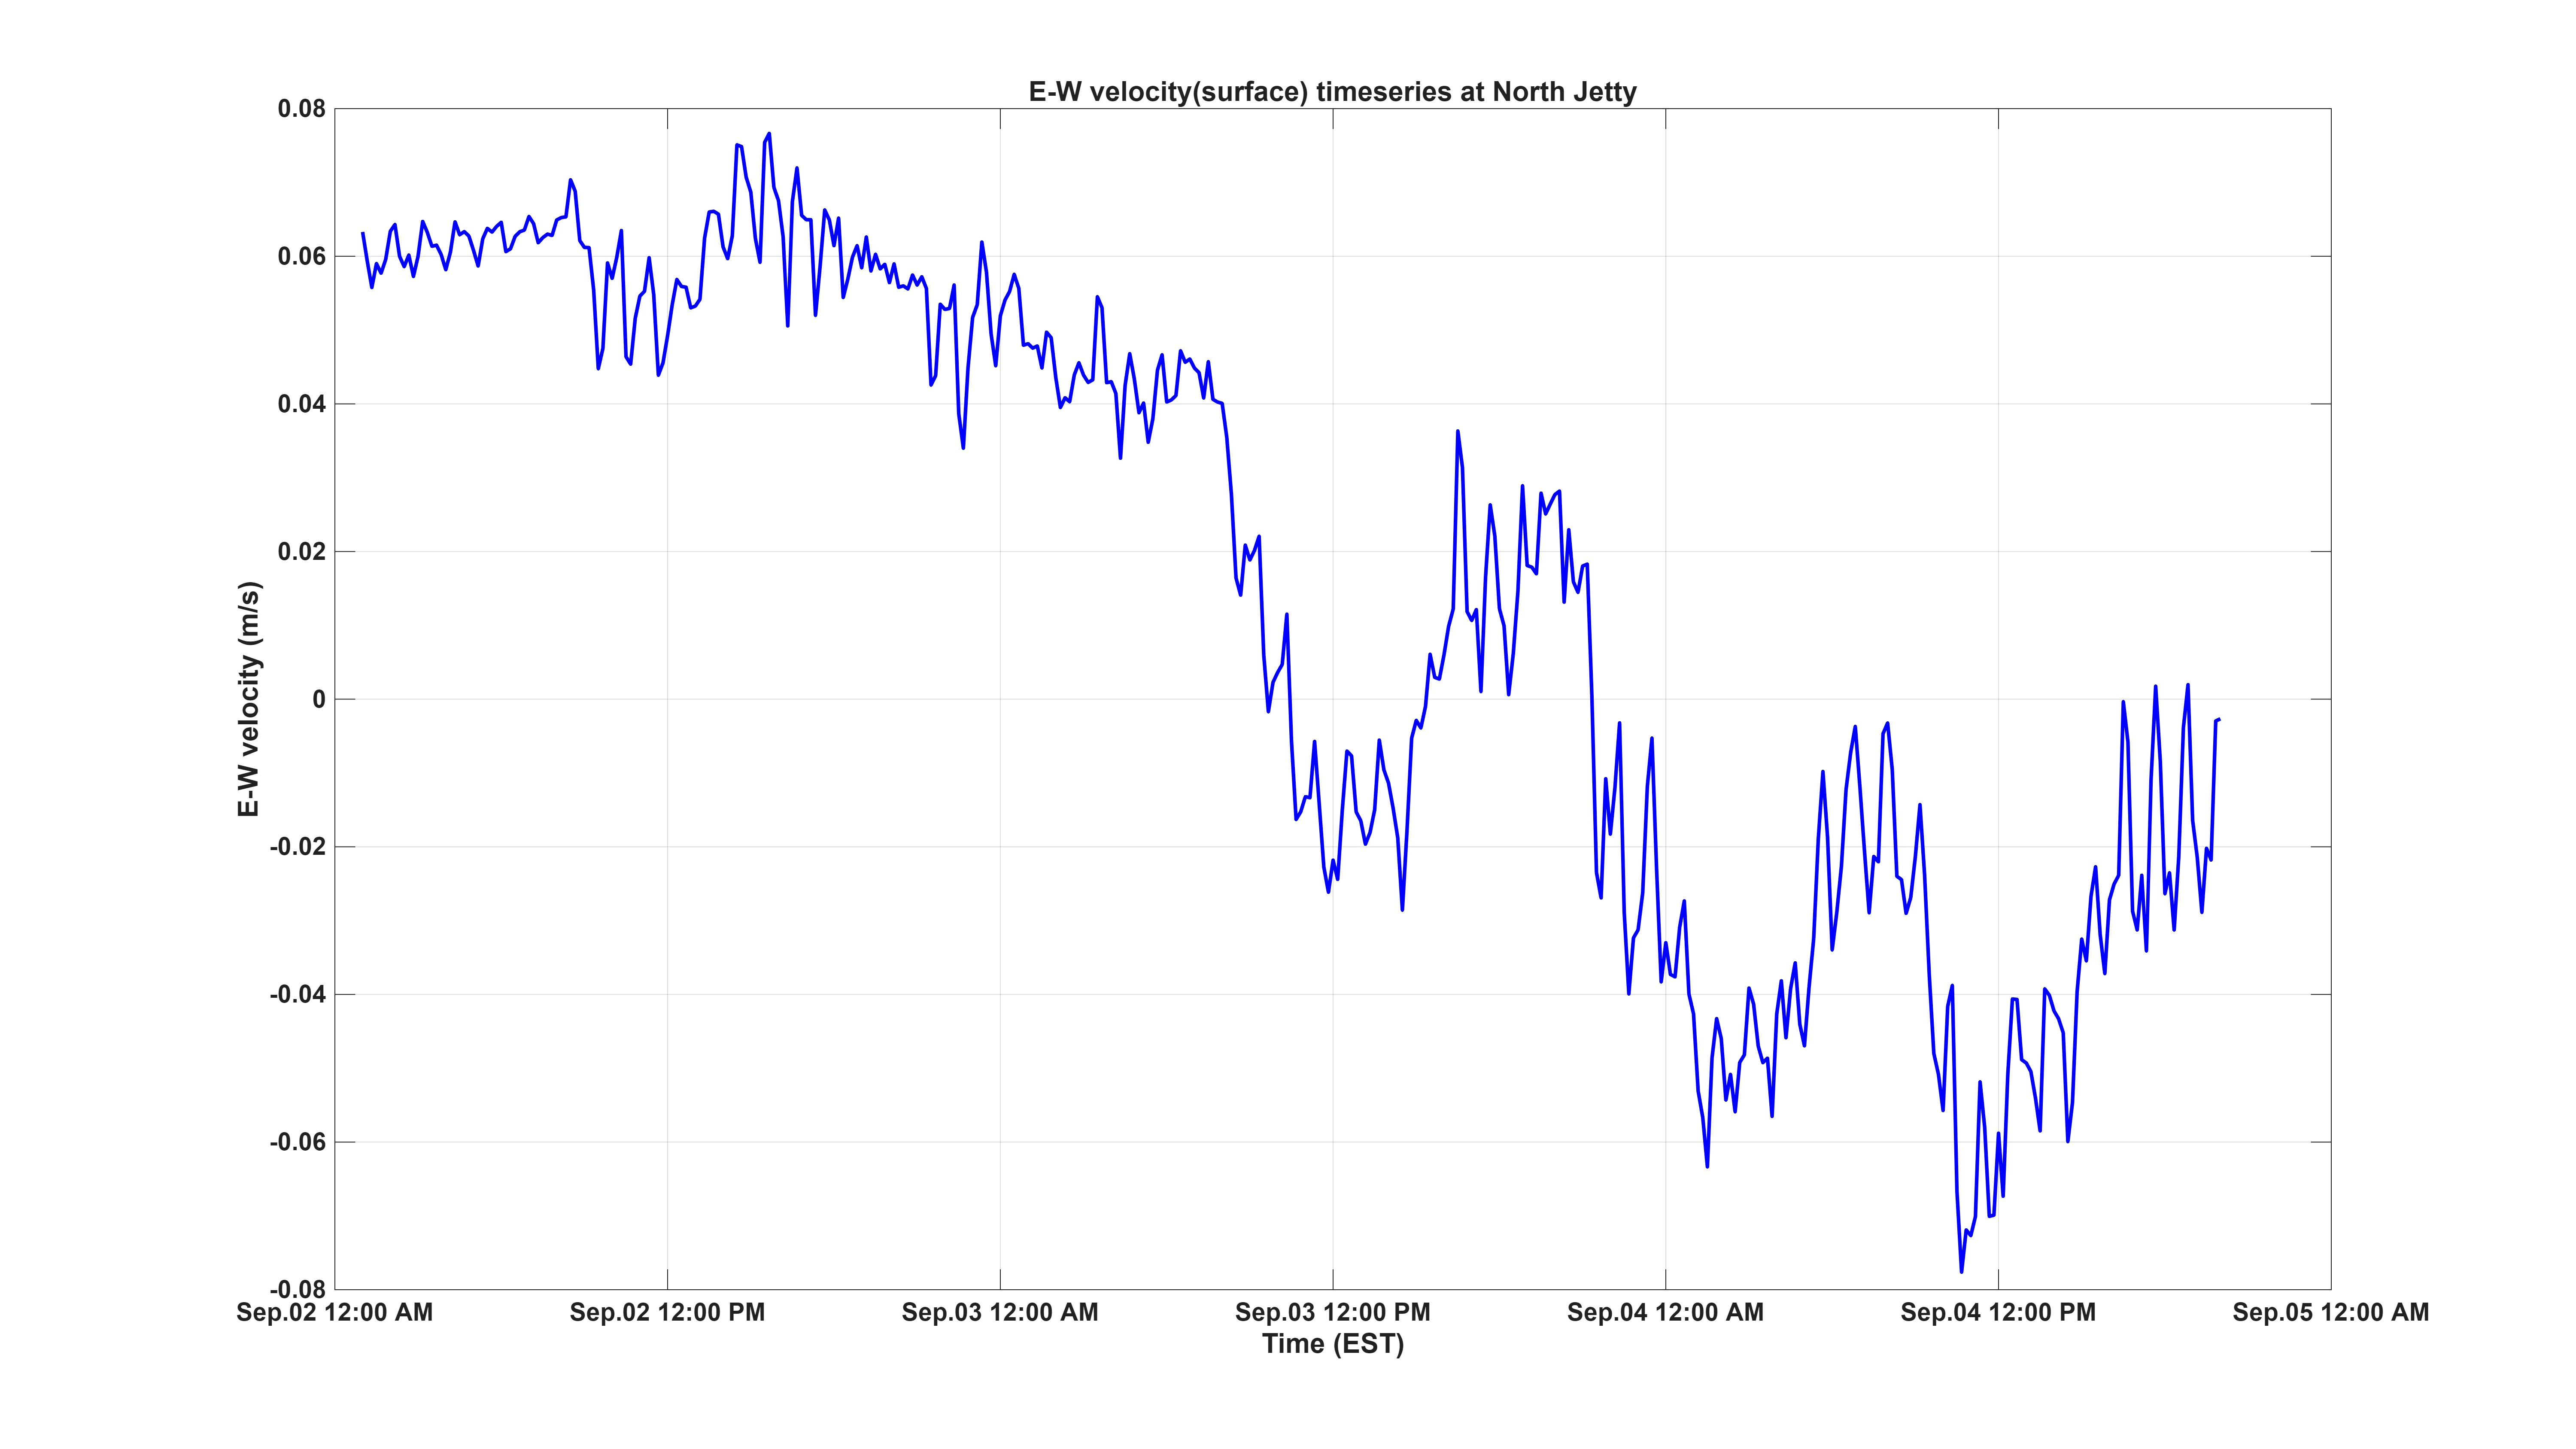 E-W velocity(surface) timeseries at North Jetty
0.08
0.06
0.04
0.02
0
-0.02
-0.04
-0.06
-0.08
E-W velocity (m/s)
Sep.02 12:00 AM
Sep.02 12:00 PM
Sep.03 12:00 AM
Sep.03 12:00 PM
Sep.04 12:00 AM
Sep.04 12:00 PM
Sep.05 12:00 AM
Time (EST)